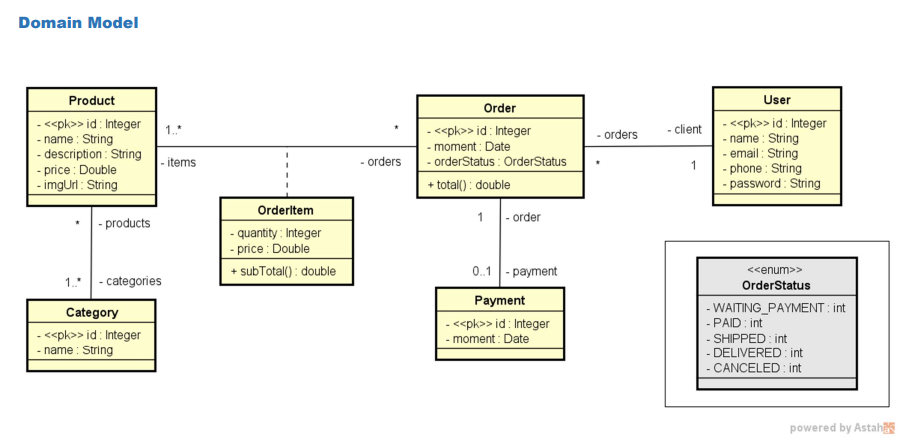 Domain Model
Product
- <<pk>> id : Integer
- name : String
- description : String
- price : Double
- imgUrl : String
1..*
- items
*
- orders
Order
- <<pk>> id : Integer
- moment : Date
- orderStatus : OrderStatus
+ total() : double
- orders
*
- client
1
User
- <<pk>> id : Integer
- name : String
- email : String
- phone : String
- password : String
OrderItem
- quantity : Integer
- price : Double
+ subTotal() : double
* - products
1..* - categories
Category
- <<pk>> id : Integer
- name : String
1 - order
0..1 - payment
Payment
- <<pk>> id : Integer
- moment : Date
<<enum>>
OrderStatus
- WAITING_PAYMENT : int
- PAID : int
- SHIPPED : int
- DELIVERED : int
- CANCELED : int
powered by Astah